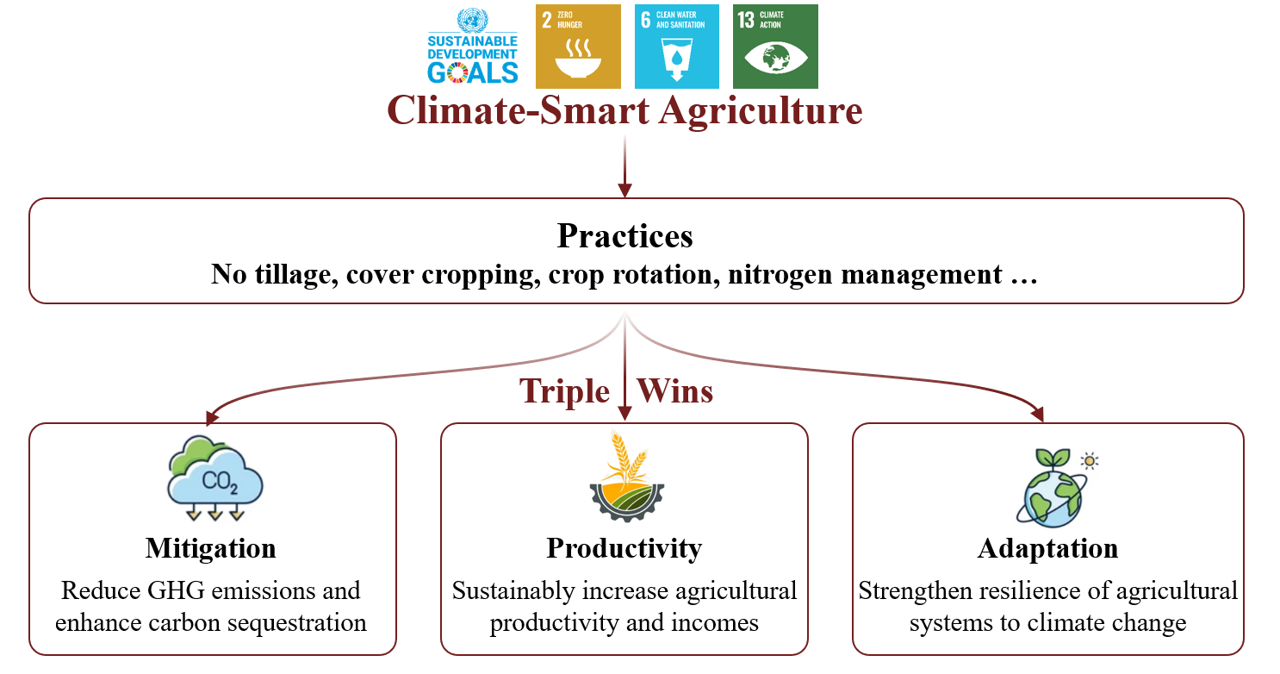 SUSTAINABLE
DEVELOPMENT
GOALS
2 ZERO
HUNGER
6 CLEAN WATER
AND SANITATION
13 CLIMATE
ACTION
Climate-Smart Agriculture
Practices
No tillage, cover cropping, crop rotation, nitrogen management …
Triple Wins
CO2
Mitigation
Reduce GHG emissions and
enhance carbon sequestration
Productivity
Sustainably increase agricultural
productivity and incomes
Adaptation
Strengthen resilience of agricultural
systems to climate change